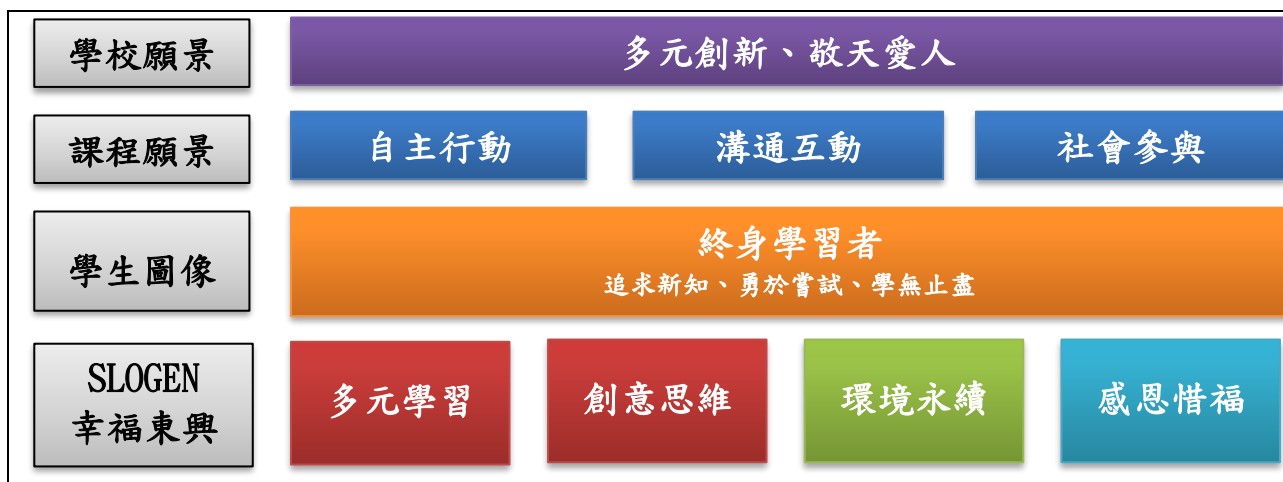 學校願景
多元創新、敬天愛人
課程願景
自主行動
溝通互動
社會參與
學生圖像
終身學習者
追求新知、勇於嘗試、學無止盡
SLOGEN
幸福東興
多元學習
創意思維
環境永續
感恩惜福